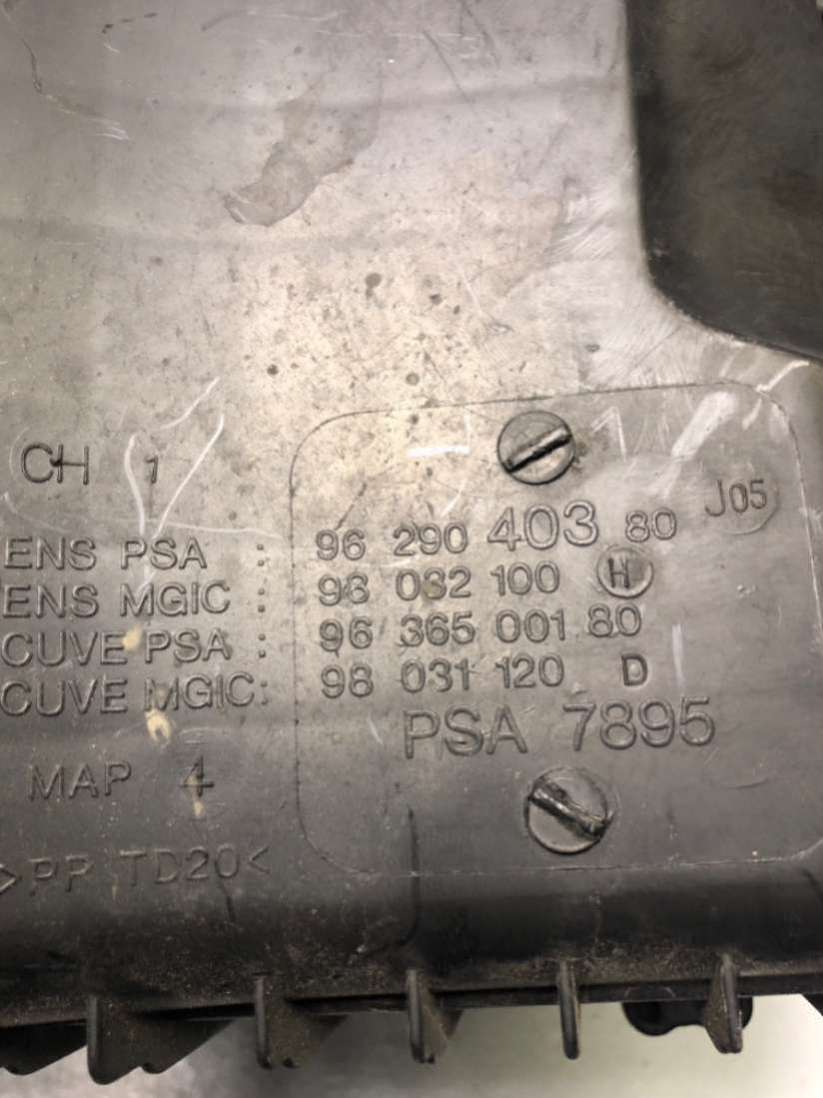 CH 1
J05
ENS PSA : 96 290 403 80
ENS MGIC : 98 032 100 H
CUVE PSA : 96 365 001 80
CUVE MGIC: 98 031 120 D
PSA 7895
MAP 4
>PP TD20<